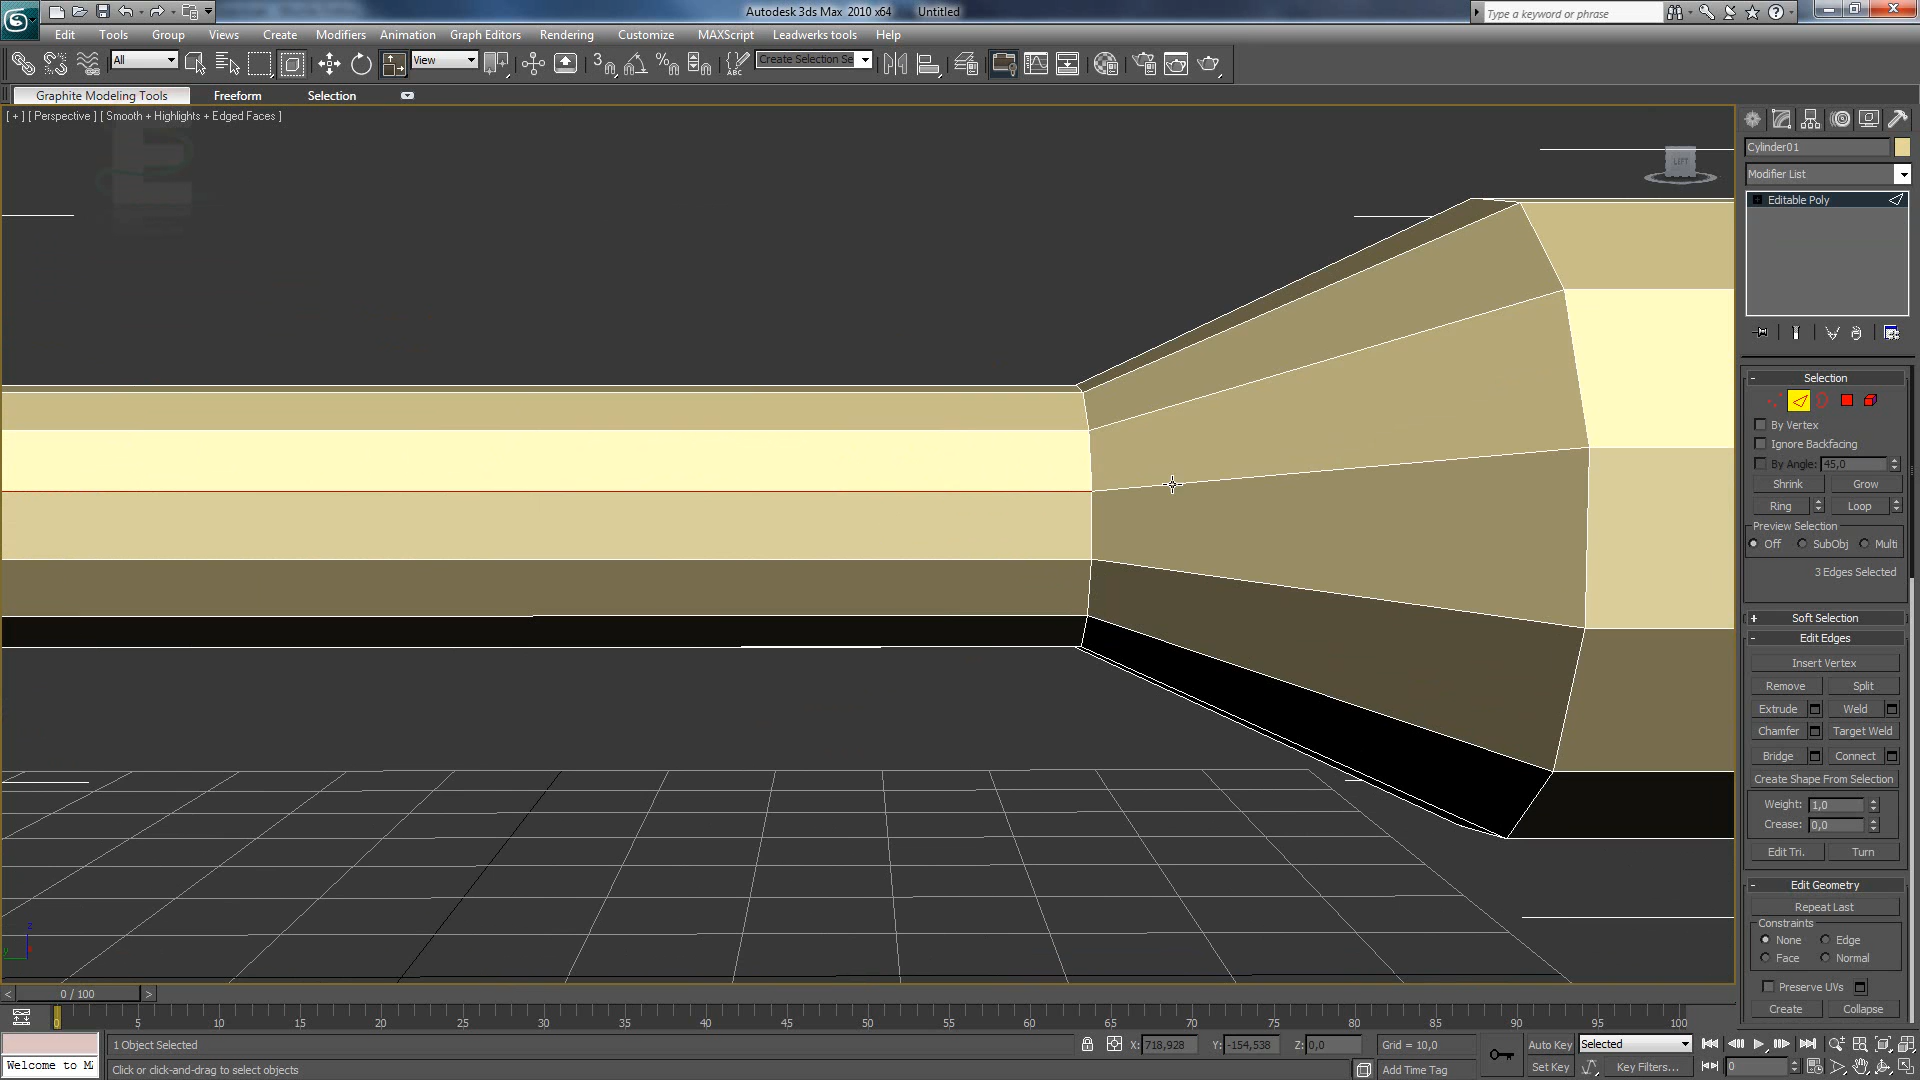 Autodesk 3ds Max 2010 x64 Untitled
Type a keyword or phrase
Edit Tools Group Views Create Modifiers Animation Graph Editors Rendering Customize MAXScript Leadwerks tools Help
All View Create Selection Se
Graphite Modeling Tools Freeform Selection
[ + ] [ Perspective ] [ Smooth + Highlights + Edged Faces ]
LEFT
Cylinder01
Modifier List
Editable Poly
Selection
By Vertex
Ignore Backfacing
By Angle: 45,0
Shrink Grow
Ring Loop
Preview Selection
Off SubObj Multi
3 Edges Selected
Soft Selection
Edit Edges
Insert Vertex
Remove Split
Extrude Weld
Chamfer Target Weld
Bridge Connect
Create Shape From Selection
Weight: 1,0
Crease: 0,0
Edit Tri. Turn
Edit Geometry
Repeat Last
Constraints
None Edge
Face Normal
Preserve UVs
Create Collapse
z
x
y
< 0 / 100 >
0 5 10 15 20 25 30 35 40 45 50 55 60 65 70 75 80 85 90 95 100
1 Object Selected X: 718,928 Y: -154,538 Z: 0,0 Grid = 10,0 Auto Key Selected
Welcome to M Click or click-and-drag to select objects Add Time Tag Set Key Key Filters... 0